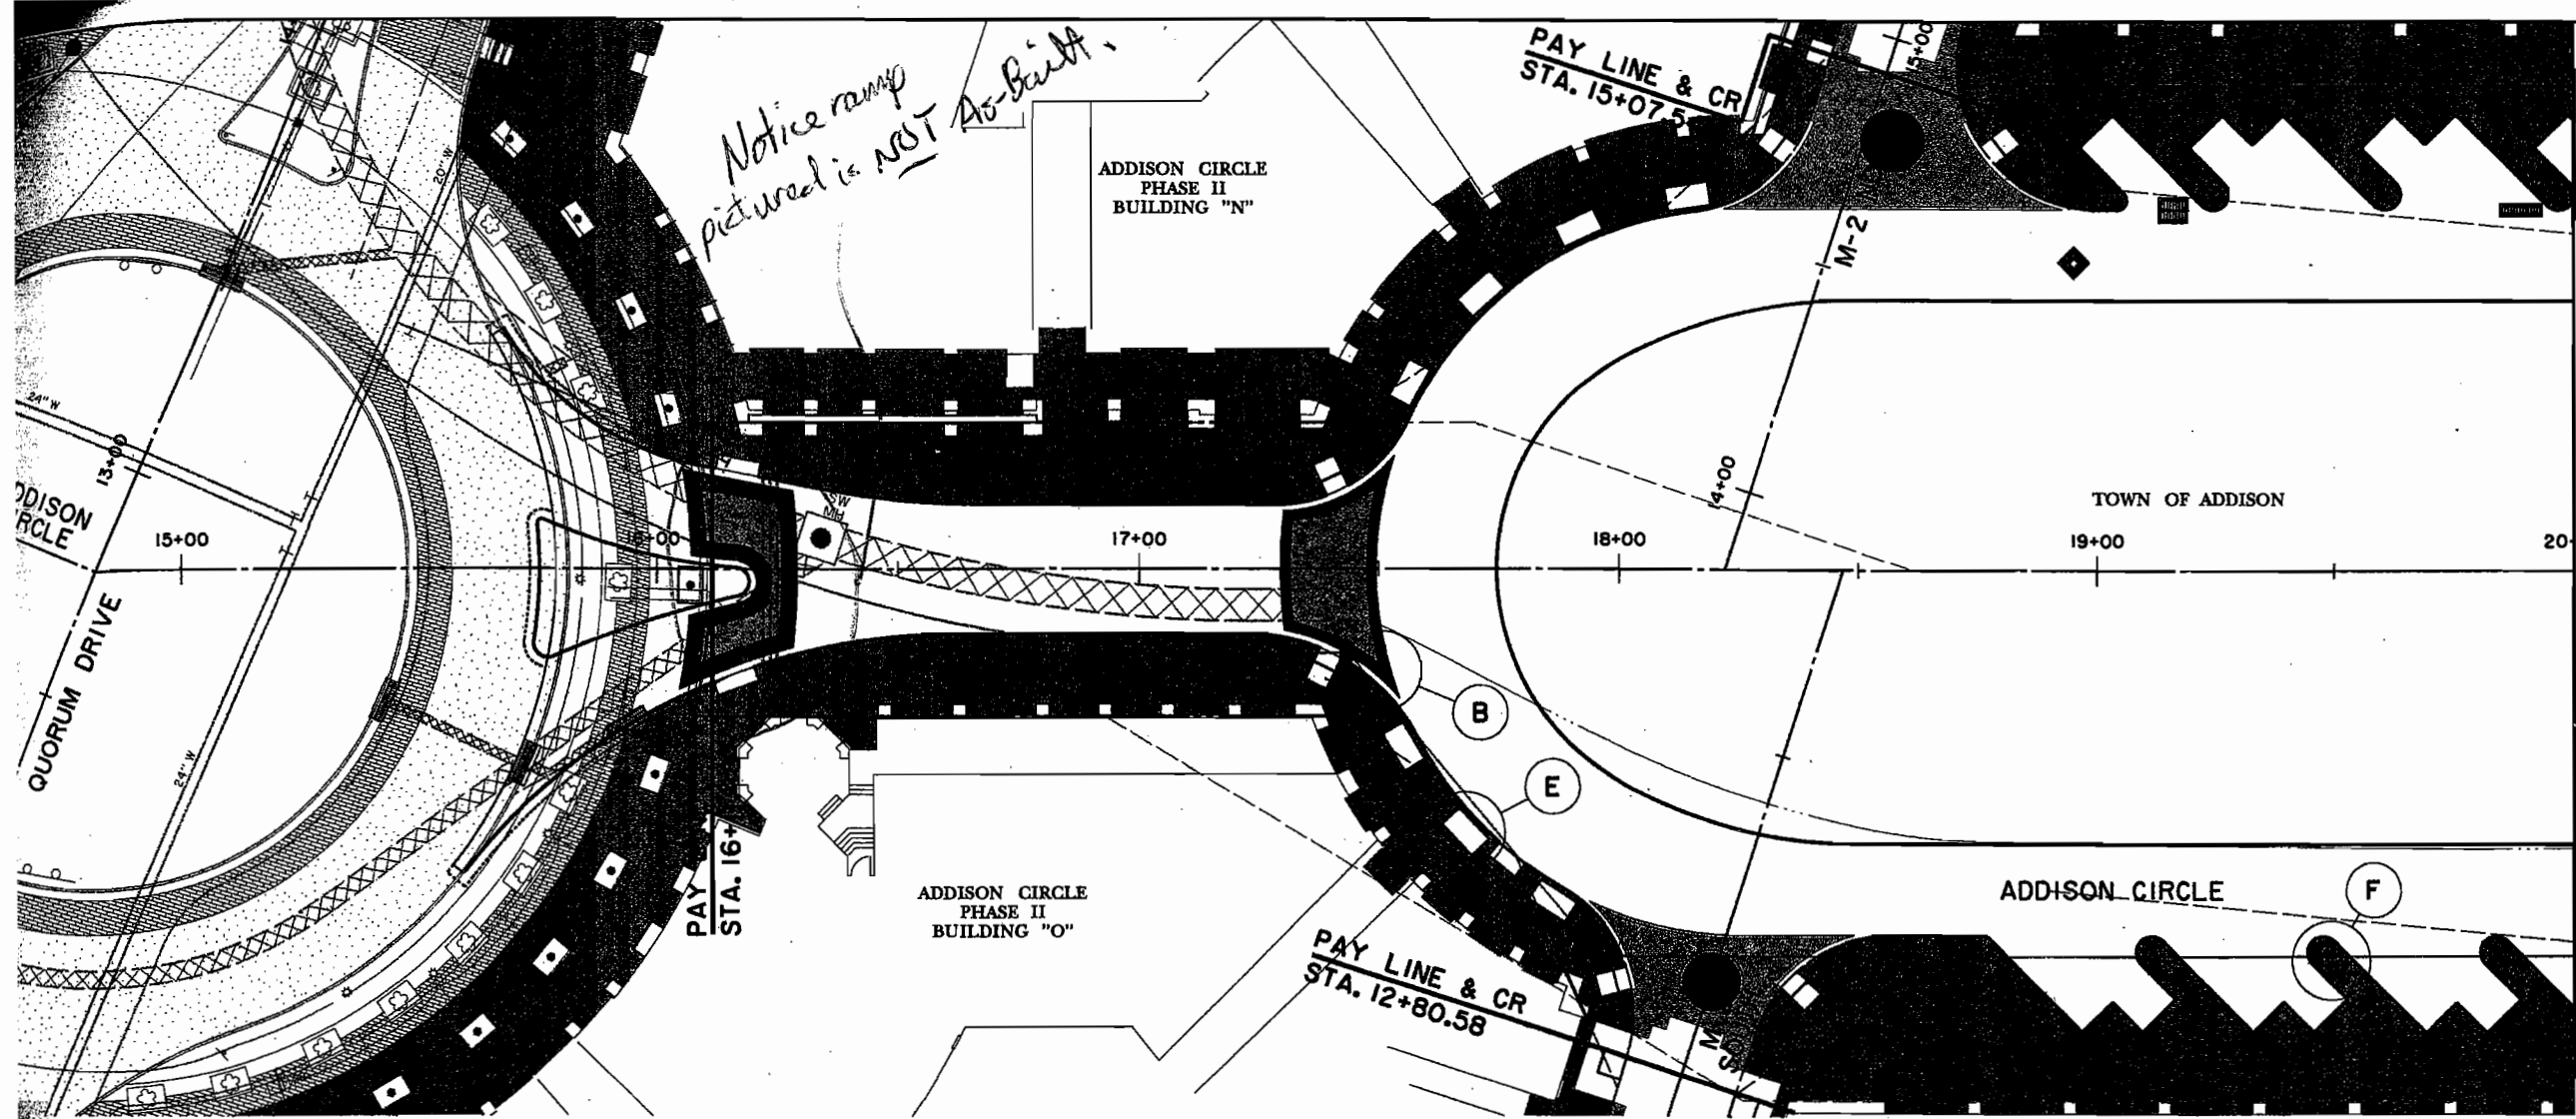 Notice ramp
pictured is NOT As-Built.
PAY LINE & CR
STA. 15+07.5
15+00
ADDISON CIRCLE
PHASE II
BUILDING "N"
M-2
20" W
24" W
13+00
14+00
TOWN OF ADDISON
DDISON
RCLE
15+00
16+00
17+00
18+00
19+00
20
QUORUM DRIVE
24" W
B
E
PAY
STA. 16+
ADDISON CIRCLE
PHASE II
BUILDING "O"
ADDISON CIRCLE
F
PAY LINE & CR
STA. 12+80.58